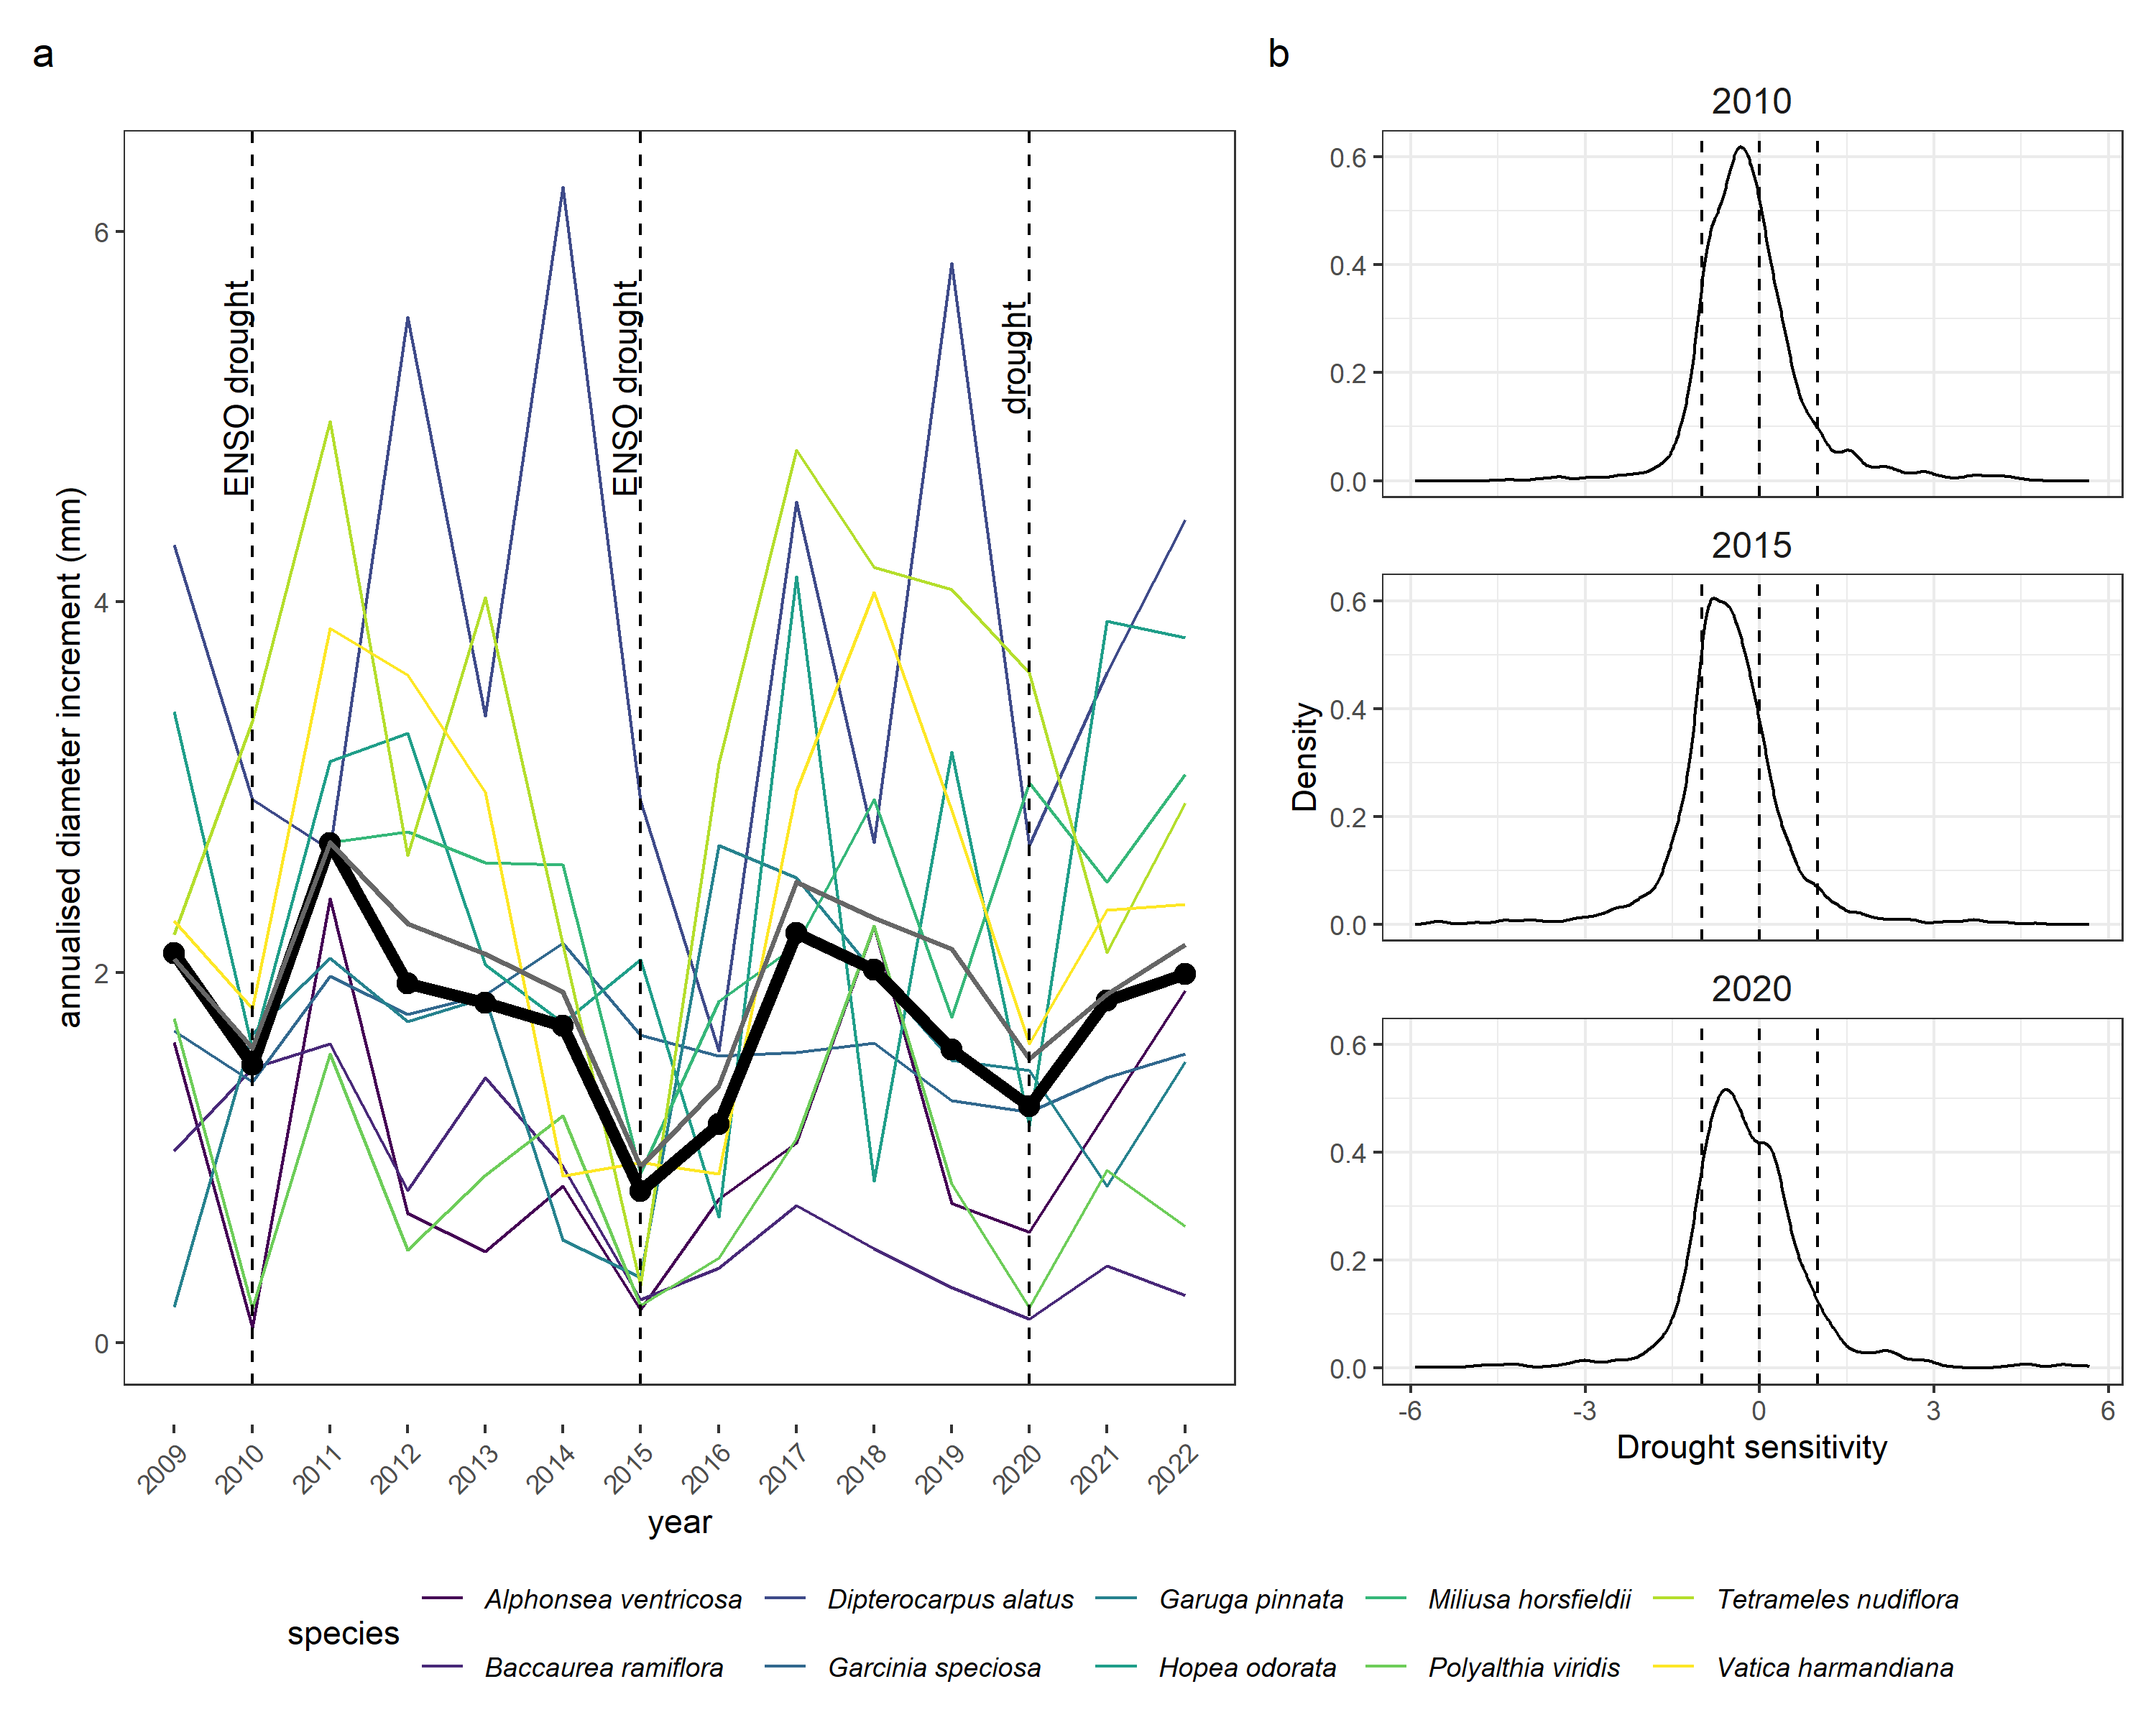 a
annualised diameter increment (mm)
6
4
2
0
ENSO drought
ENSO drought
drought
2009
2010
2011
2012
2013
2014
2015
2016
2017
2018
2019
2020
2021
2022
year
b
Density
2010
0.6
0.4
0.2
0.0
2015
0.6
0.4
0.2
0.0
2020
0.6
0.4
0.2
0.0
-6
-3
0
3
6
Drought sensitivity
species
Alphonsea ventricosa
Dipterocarpus alatus
Garuga pinnata
Miliusa horsfieldii
Tetrameles nudiflora
Baccaurea ramiflora
Garcinia speciosa
Hopea odorata
Polyalthia viridis
Vatica harmandiana